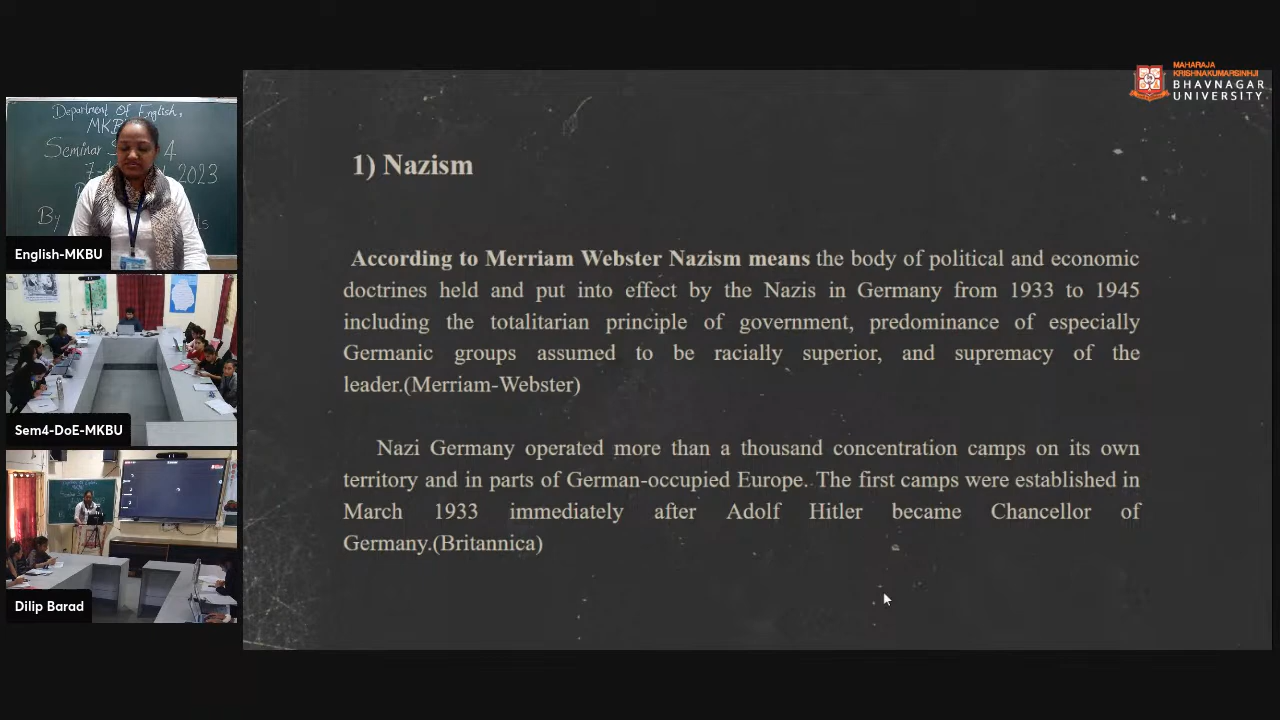 MAHARAJA
KRISHNAKUMARSINHJI
BHAVNAGAR
UNIVERSITY
Department Of English,
MKB
Seminar S 4
2023
By
English-MKBU
Sem4-DoE-MKBU
Dilip Barad
1) Nazism
According to Merriam Webster Nazism means the body of political and economic
doctrines held and put into effect by the Nazis in Germany from 1933 to 1945
including the totalitarian principle of government, predominance of especially
Germanic groups assumed to be racially superior, and supremacy of the
leader.(Merriam-Webster)
Nazi Germany operated more than a thousand concentration camps on its own
territory and in parts of German-occupied Europe. The first camps were established in
March 1933 immediately after Adolf Hitler became Chancellor of
Germany.(Britannica)